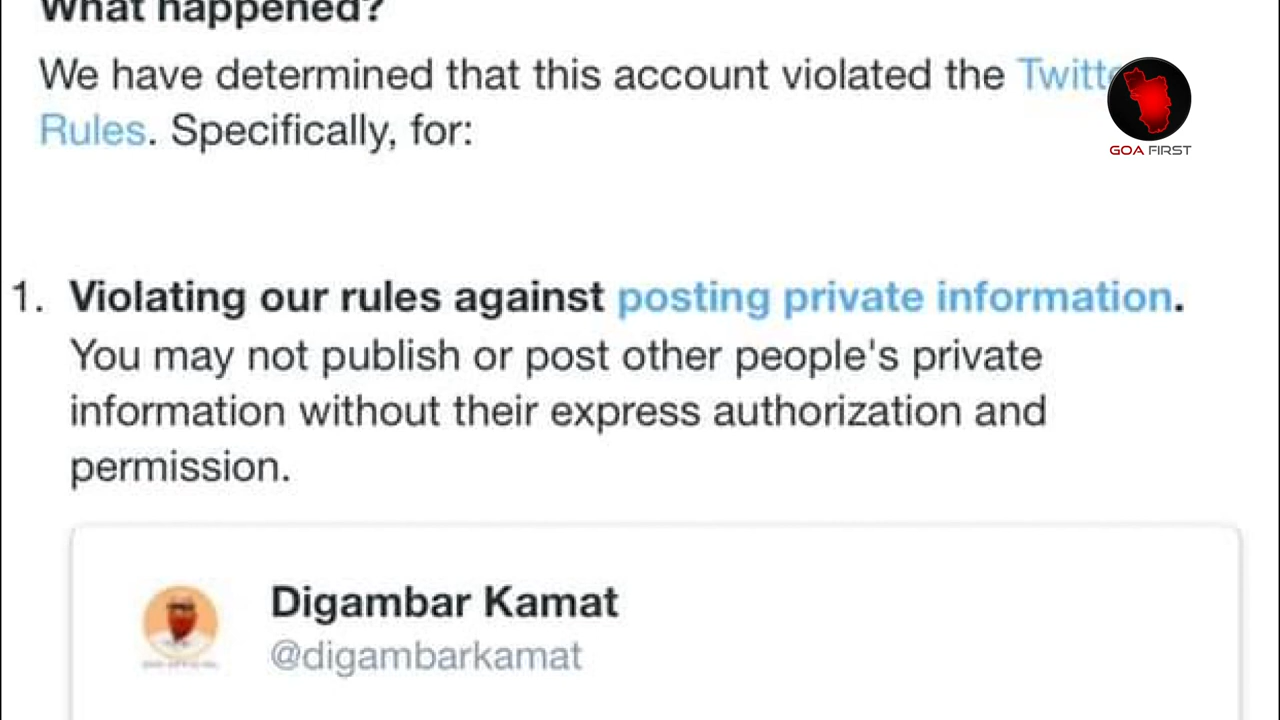 What happened?
We have determined that this account violated the Twitte
Rules. Specifically, for:
GOA FIRST
1. Violating our rules against posting private information.
You may not publish or post other people's private
information without their express authorization and
permission.
Digambar Kamat
@digambarkamat